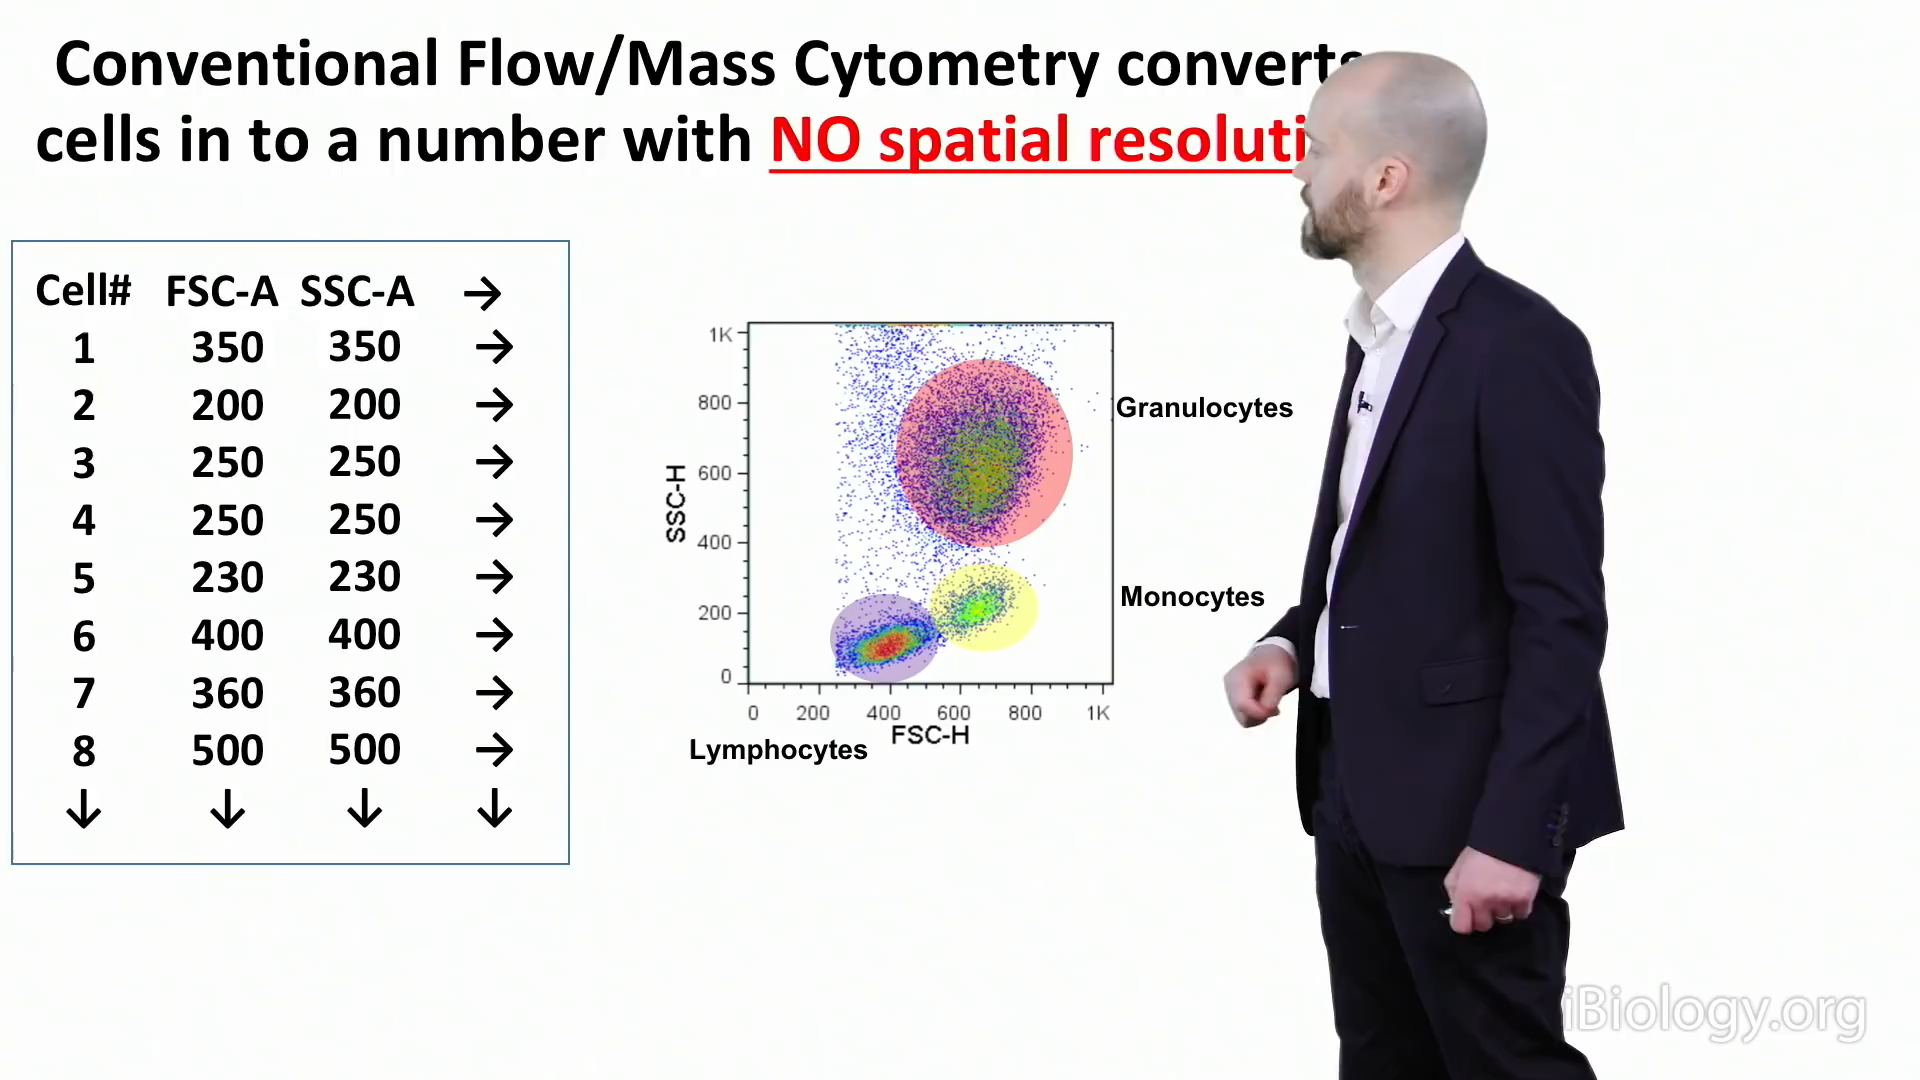 Conventional Flow/Mass Cytometry converts
cells in to a number with NO spatial
Cell# FSC-A SSC-A →
1 350 350 →
2 200 200 →
3 250 250 →
4 250 250 →
5 230 230 →
6 400 400 →
7 360 360 →
8 500 500 →
↓ ↓ ↓ ↓
1K
800
600
400
200
0
SSC-H
0 200 400 600 800 1K
FSC-H
Granulocytes
Monocytes
Lymphocytes
iBiology.org